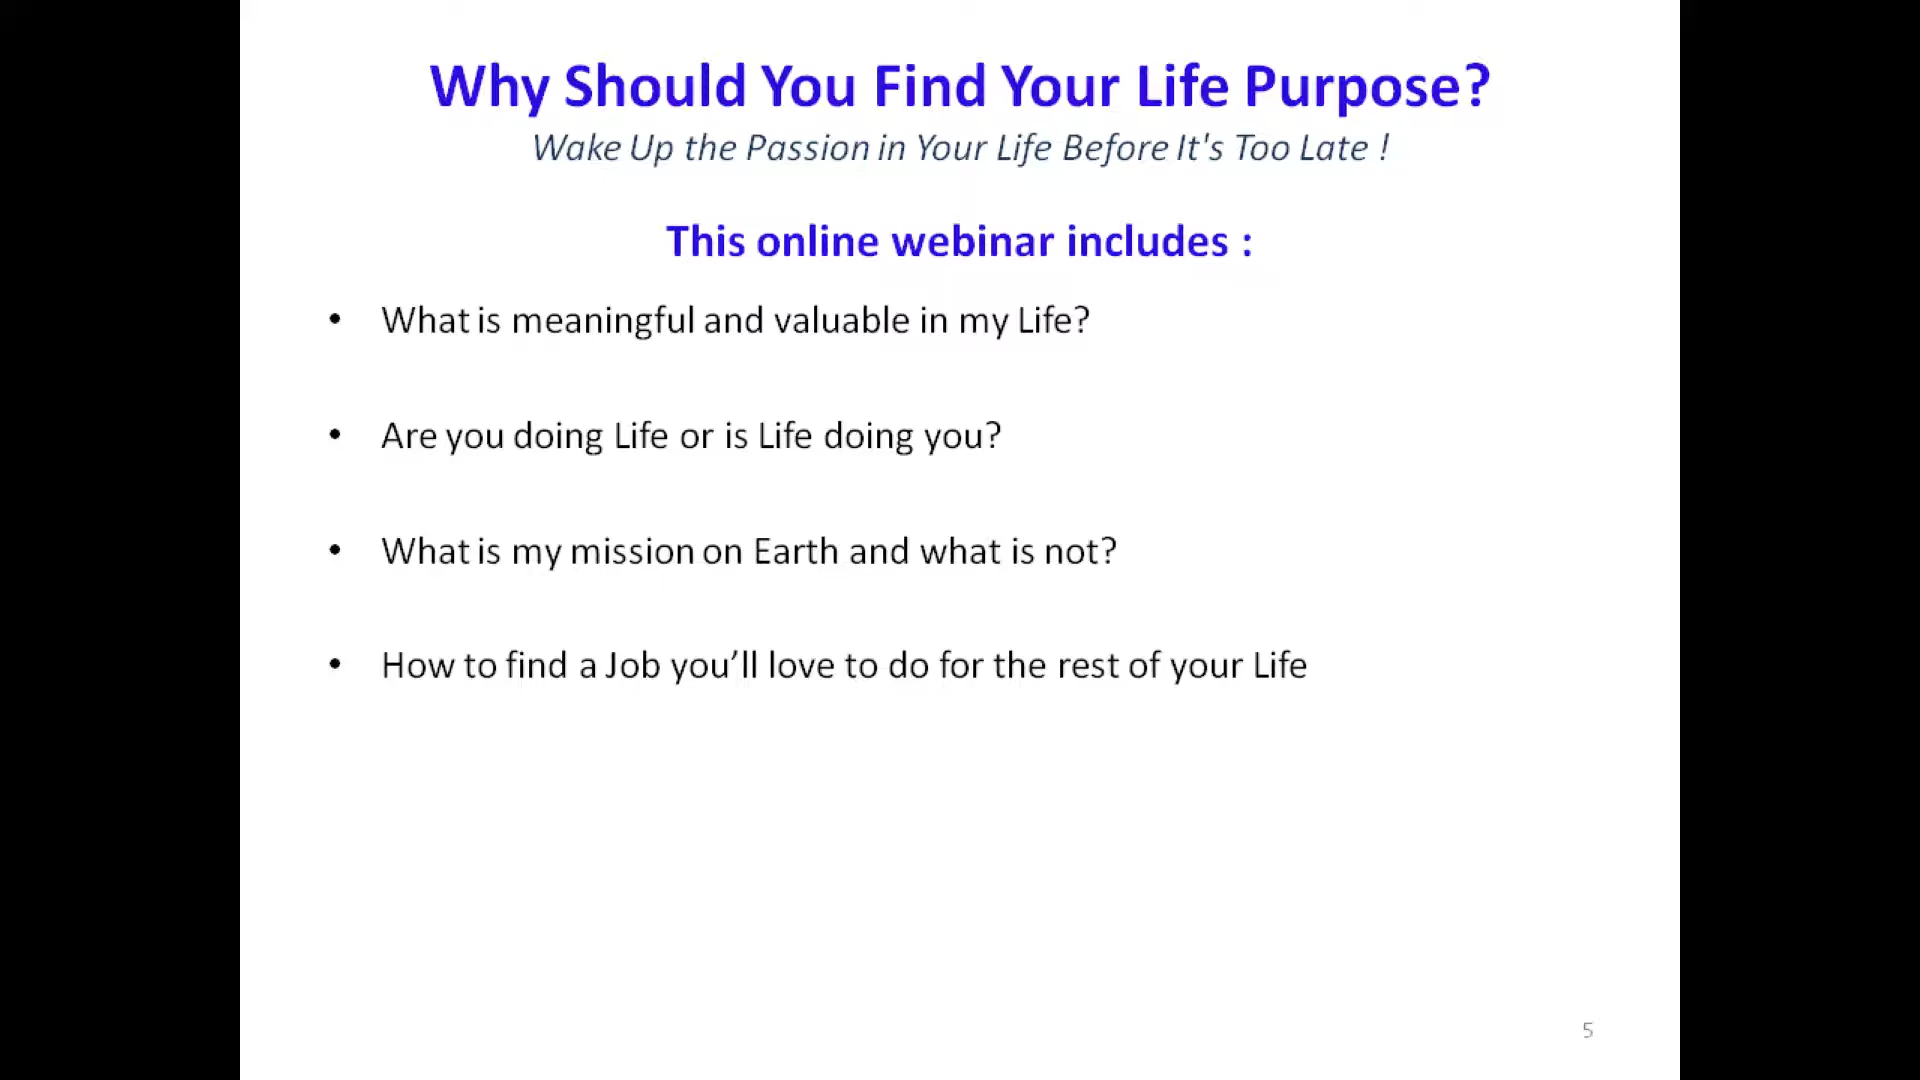 Why Should You Find Your Life Purpose?
Wake Up the Passion in Your Life Before It's Too Late !
This online webinar includes :
• What is meaningful and valuable in my Life?
• Are you doing Life or is Life doing you?
• What is my mission on Earth and what is not?
• How to find a Job you’ll love to do for the rest of your Life
5